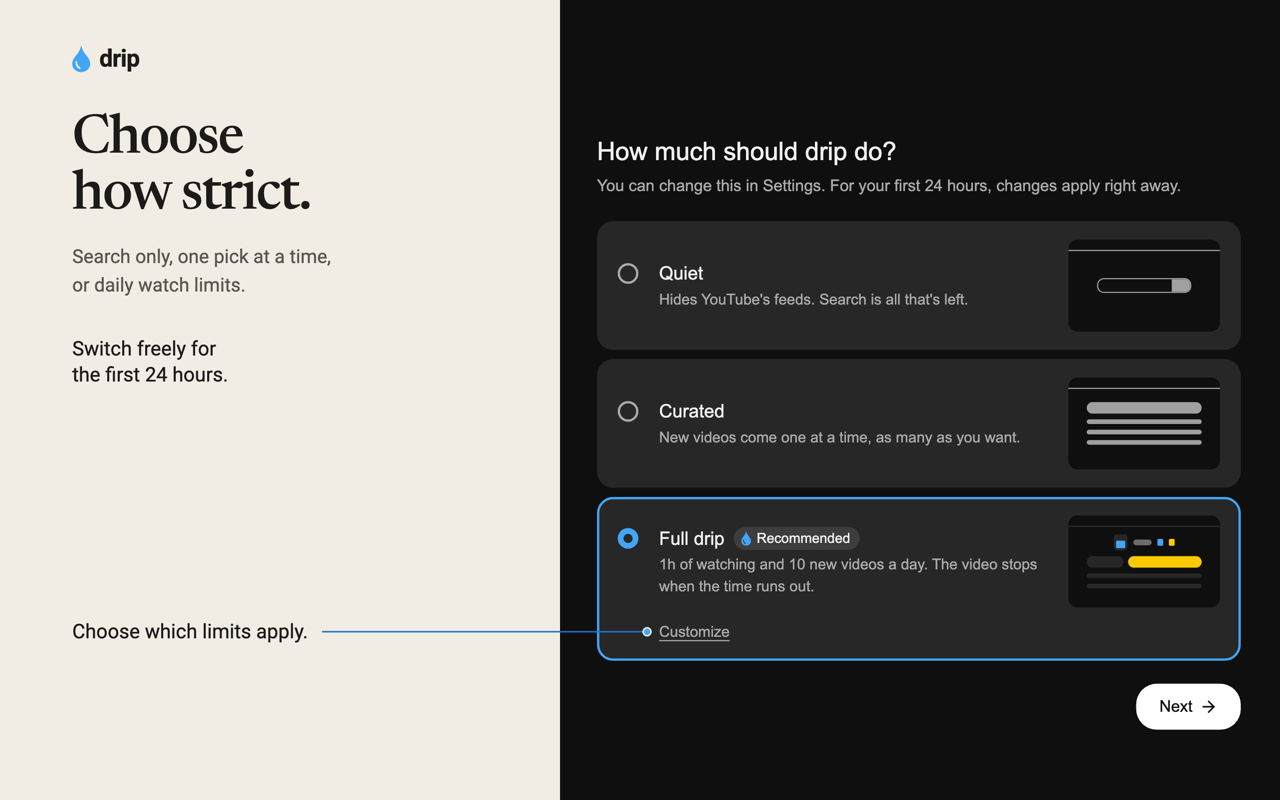 drip
Choose
how strict.
Search only, one pick at a time,
or daily watch limits.
Switch freely for
the first 24 hours.
Choose which limits apply.
How much should drip do?
You can change this in Settings. For your first 24 hours, changes apply right away.
Quiet
Hides YouTube's feeds. Search is all that's left.
Curated
New videos come one at a time, as many as you want.
Full drip
Recommended
1h of watching and 10 new videos a day. The video stops
when the time runs out.
Customize
Next